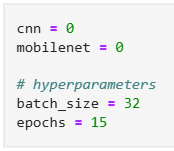 cnn = 0
mobilenet = 0
# hyperparameters
batch_size = 32
epochs = 15